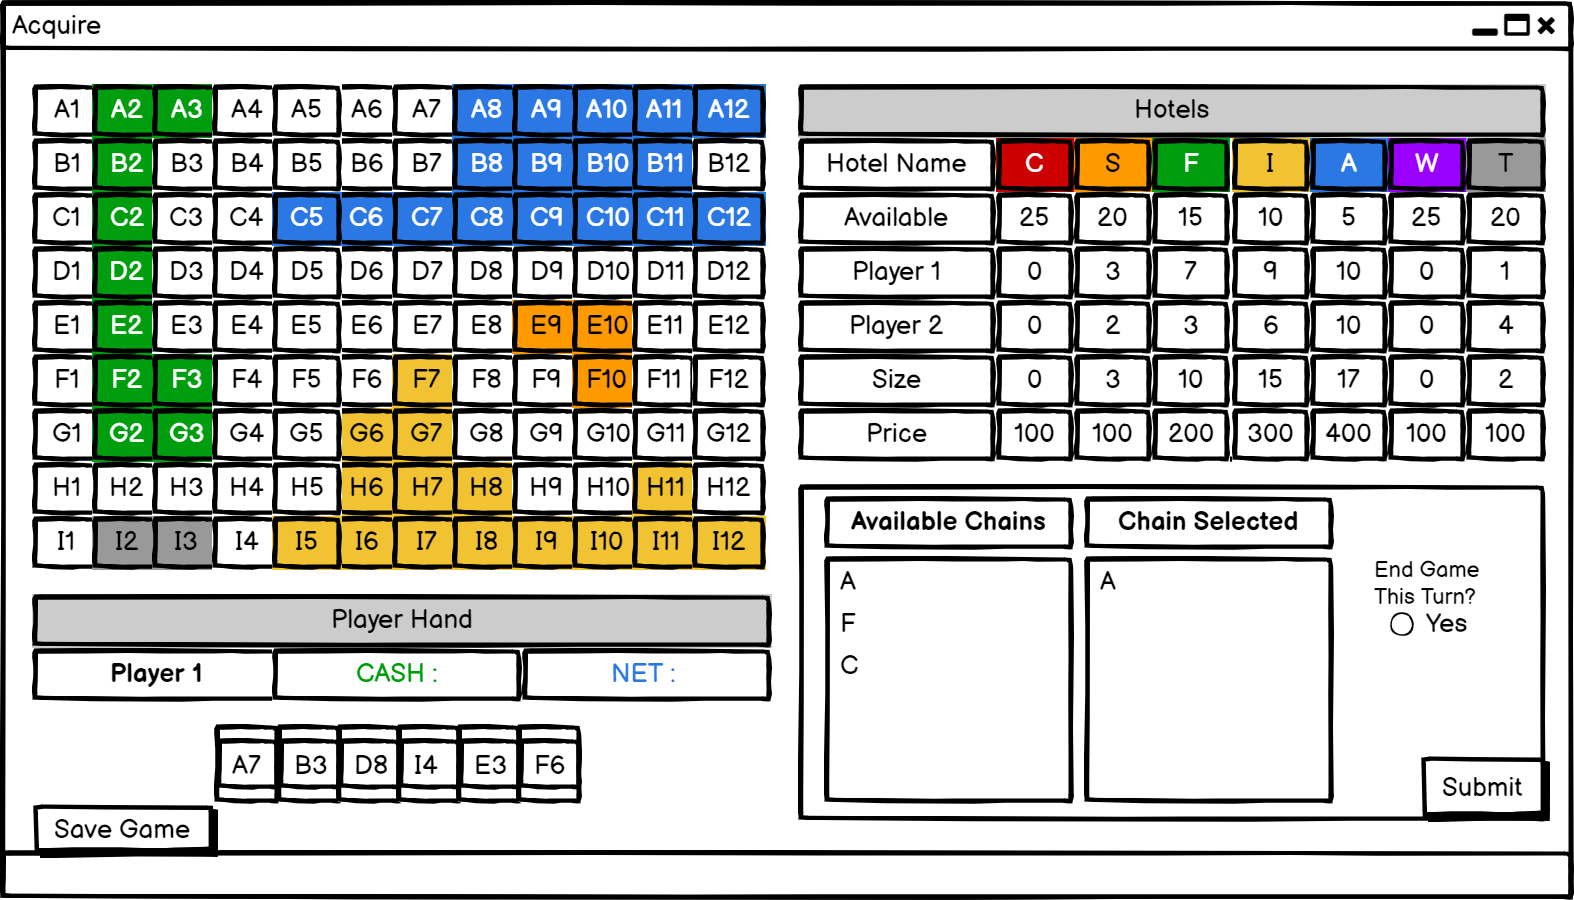 Acquire
A1 A2 A3 A4 A5 A6 A7 A8 A9 A10 A11 A12
B1 B2 B3 B4 B5 B6 B7 B8 B9 B10 B11 B12
C1 C2 C3 C4 C5 C6 C7 C8 C9 C10 C11 C12
D1 D2 D3 D4 D5 D6 D7 D8 D9 D10 D11 D12
E1 E2 E3 E4 E5 E6 E7 E8 E9 E10 E11 E12
F1 F2 F3 F4 F5 F6 F7 F8 F9 F10 F11 F12
G1 G2 G3 G4 G5 G6 G7 G8 G9 G10 G11 G12
H1 H2 H3 H4 H5 H6 H7 H8 H9 H10 H11 H12
I1 I2 I3 I4 I5 I6 I7 I8 I9 I10 I11 I12
Player Hand
Player 1 CASH : NET :
A7 B3 D8 I4 E3 F6
Save Game
Hotels
Hotel Name C S F I A W T
Available 25 20 15 10 5 25 20
Player 1 0 3 7 9 10 0 1
Player 2 0 2 3 6 10 0 4
Size 0 3 10 15 17 0 2
Price 100 100 200 300 400 100 100
Available Chains Chain Selected
A A
F
C
End Game
This Turn?
Yes
Submit